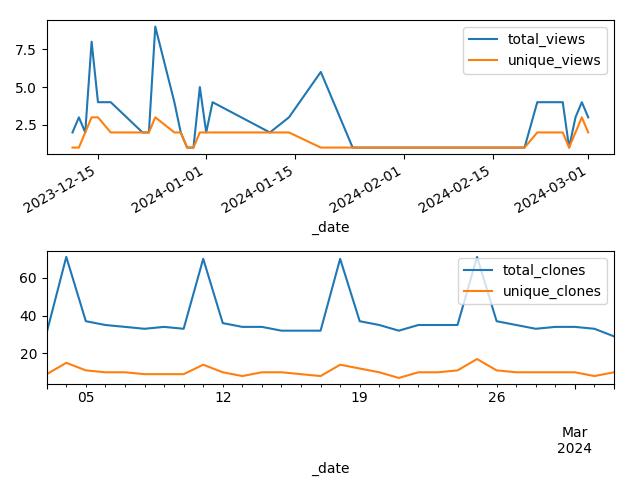 total_views
unique_views
7.5
5.0
2.5
2023-12-15
2024-01-01
2024-01-15
2024-02-01
2024-02-15
2024-03-01
_date
total_clones
unique_clones
60
40
20
05
12
19
26
Mar
2024
_date